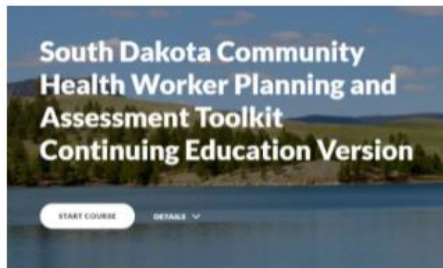 South Dakota Community
Health Worker Planning and
Assessment Toolkit
Continuing Education Version
START COURSE DETAILS